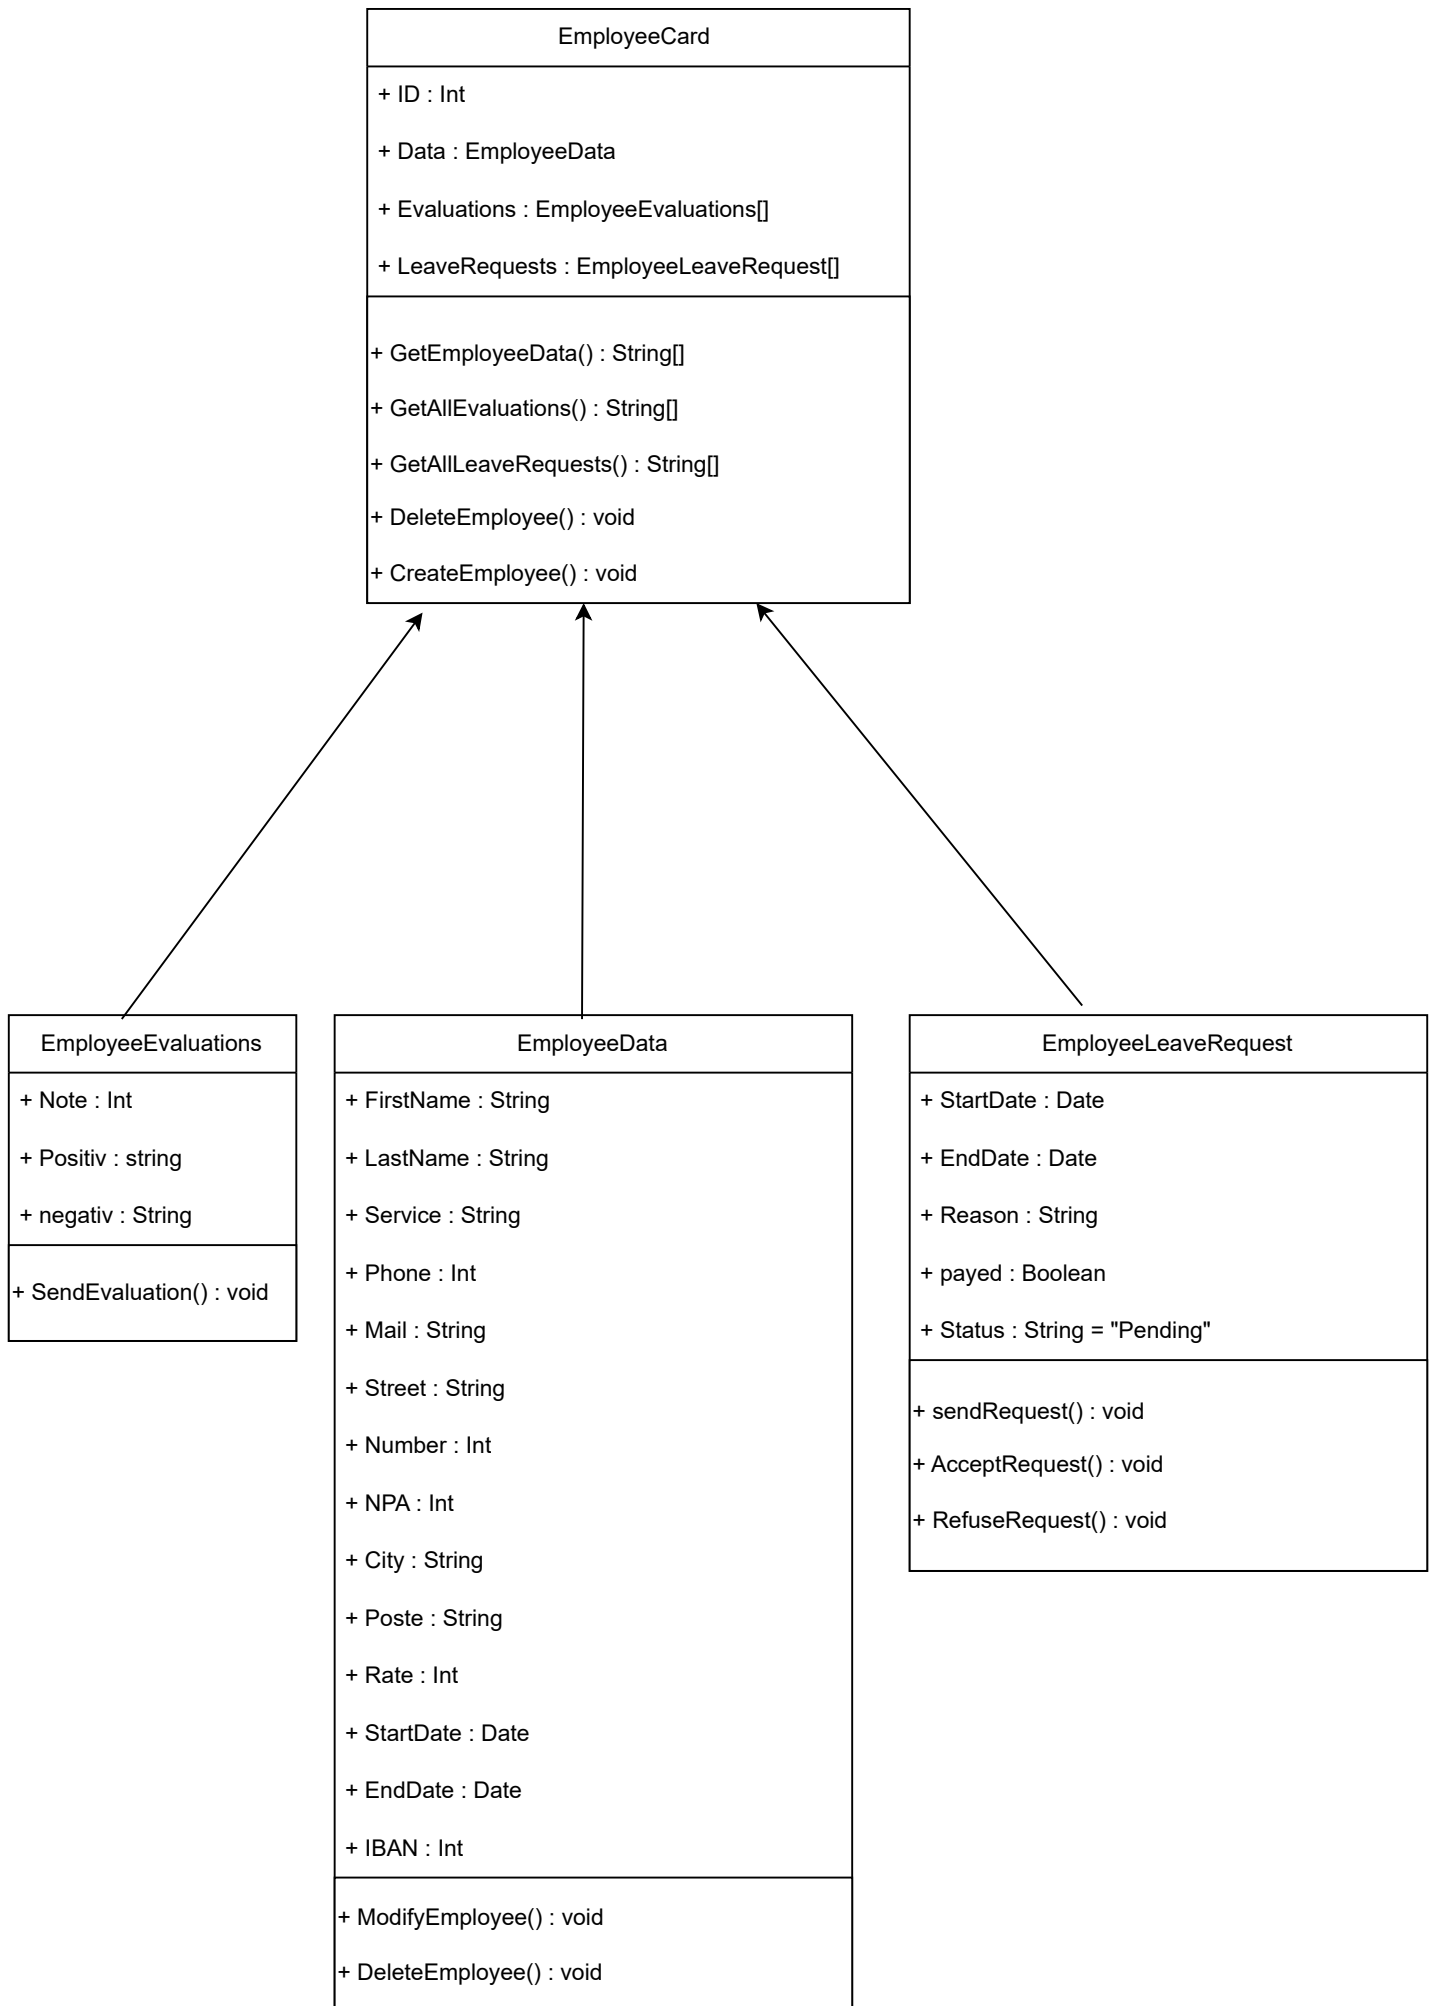 EmployeeCard
+ ID : Int
+ Data : EmployeeData
+ Evaluations : EmployeeEvaluations[]
+ LeaveRequests : EmployeeLeaveRequest[]
+ GetEmployeeData() : String[]
+ GetAllEvaluations() : String[]
+ GetAllLeaveRequests() : String[]
+ DeleteEmployee() : void
+ CreateEmployee() : void
EmployeeEvaluations
+ Note : Int
+ Positiv : string
+ negativ : String
+ SendEvaluation() : void
EmployeeData
+ FirstName : String
+ LastName : String
+ Service : String
+ Phone : Int
+ Mail : String
+ Street : String
+ Number : Int
+ NPA : Int
+ City : String
+ Poste : String
+ Rate : Int
+ StartDate : Date
+ EndDate : Date
+ IBAN : Int
+ ModifyEmployee() : void
+ DeleteEmployee() : void
EmployeeLeaveRequest
+ StartDate : Date
+ EndDate : Date
+ Reason : String
+ payed : Boolean
+ Status : String = "Pending"
+ sendRequest() : void
+ AcceptRequest() : void
+ RefuseRequest() : void